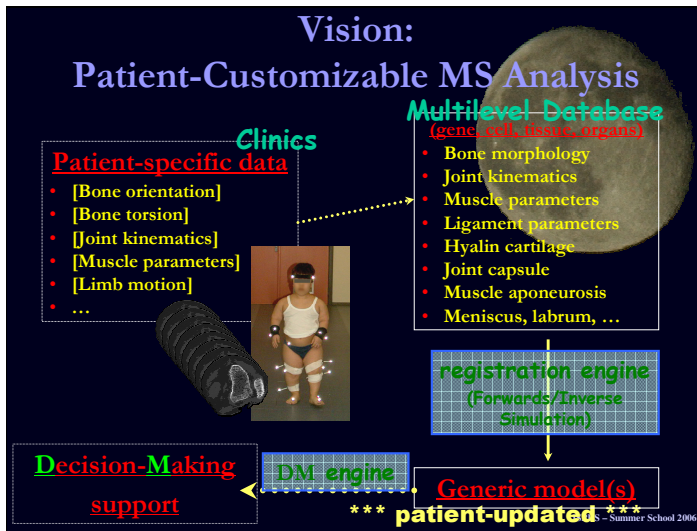 Vision:
Patient-Customizable MS Analysis
Clinics
Patient-specific data
• [Bone orientation]
• [Bone torsion]
• [Joint kinematics]
• [Muscle parameters]
• [Limb motion]
• …
Multilevel Database
(gene, cell, tissue, organs)
• Bone morphology
• Joint kinematics
• Muscle parameters
• Ligament parameters
• Hyalin cartilage
• Joint capsule
• Muscle aponeurosis
• Meniscus, labrum, …
registration engine
(Forwards/Inverse
Simulation)
Decision-Making
support
DM engine
Generic model(s)
*** patient-updated ***
– Summer School 2006